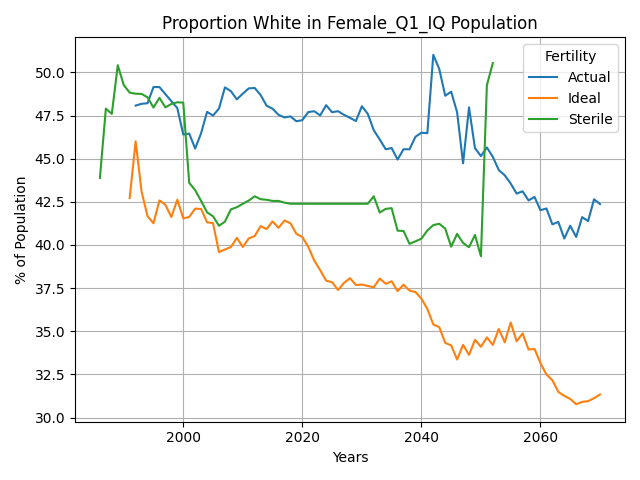 Proportion White in Female_Q1_IQ Population
% of Population
50.0
47.5
45.0
42.5
40.0
37.5
35.0
32.5
30.0
Fertility
Actual
Ideal
Sterile
2000
2020
2040
2060
Years